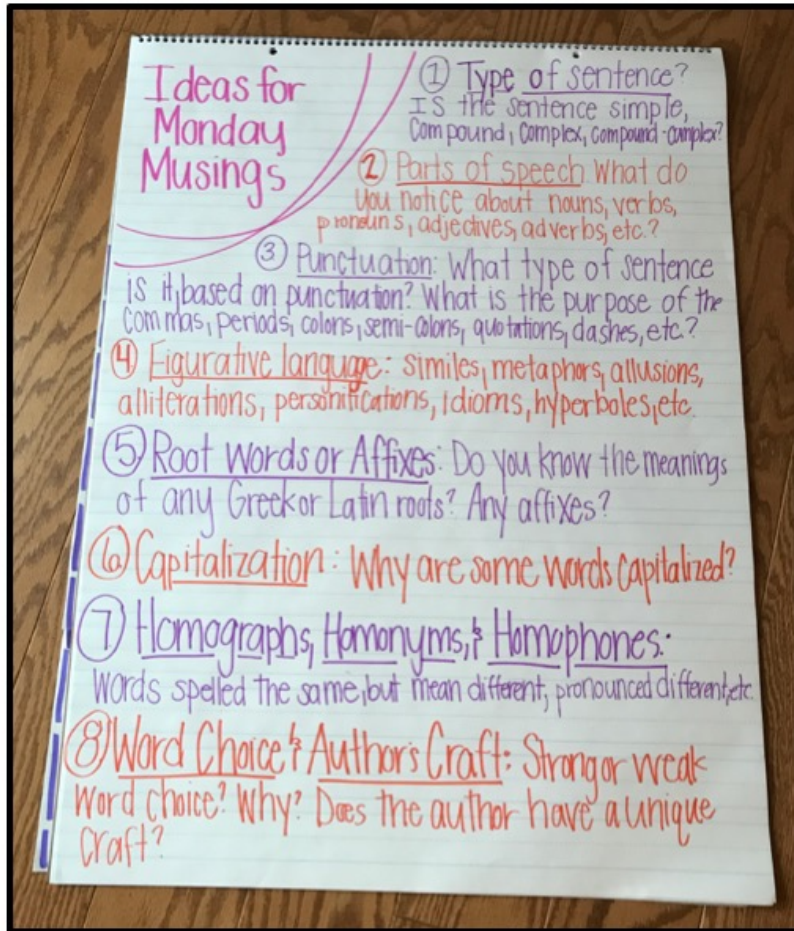 Ideas for
Monday
Musings
① Type of sentence?
Is the sentence simple,
Compound, Complex, compound-complex?
② Parts of speech. What do
you notice about nouns, verbs,
pronouns, adjectives, adverbs, etc.?
③ Punctuation: What type of sentence
is it, based on punctuation? What is the purpose of the
commas, periods, colons, semi-colons, quotations, dashes, etc.?
④ Figurative language: similes, metaphors, allusions,
alliterations, personifications, idioms, hyperboles, etc.
⑤ Root words or Affixes: Do you know the meanings
of any Greek or Latin roots? Any affixes?
⑥ Capitalization: Why are some words capitalized?
⑦ Homographs, Homonyms, & Homophones:
Words spelled the same, but mean different, pronounced different, etc.
⑧ Word Choice & Author's Craft: Strong or weak
word choice? Why? Does the author have a unique
craft?